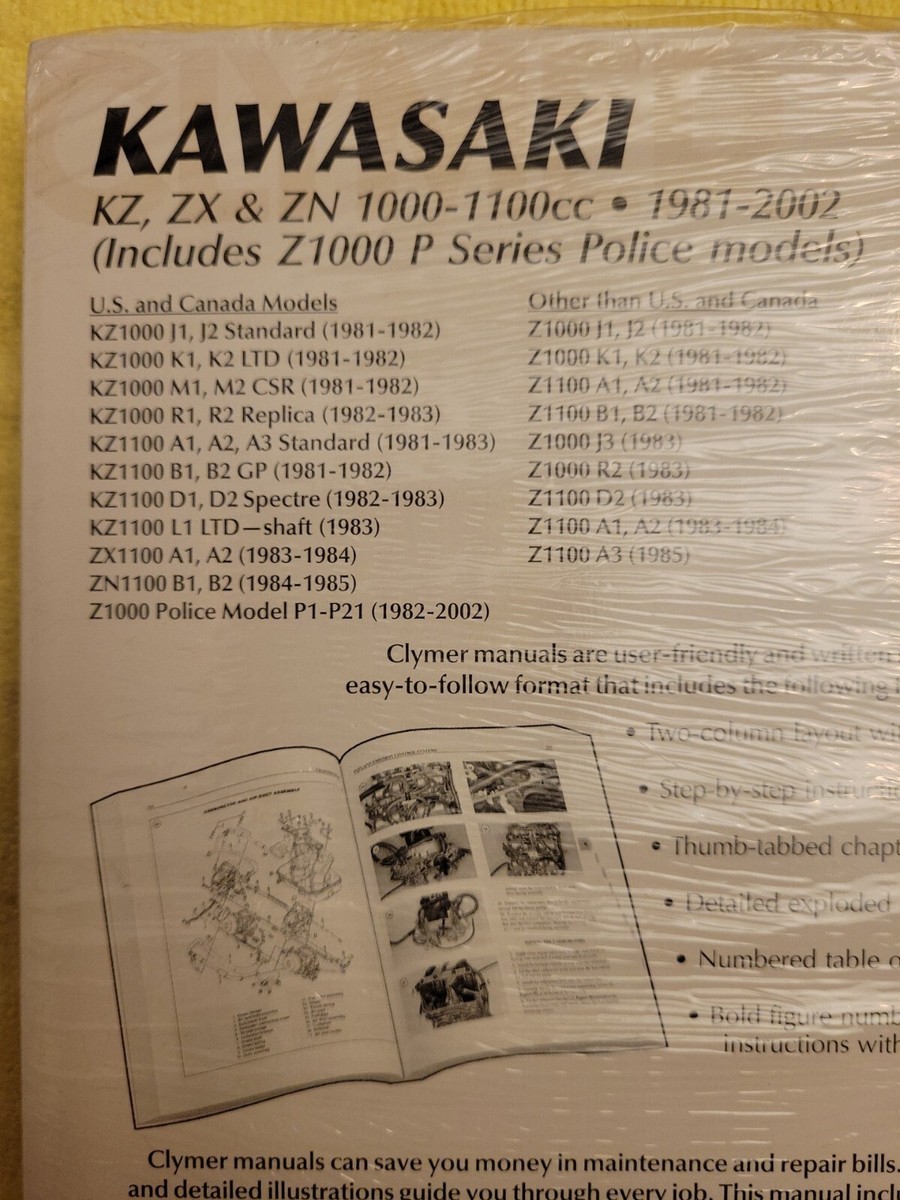 KAWASAKI
KZ, ZX & ZN 1000-1100cc • 1981-2002
(Includes Z1000 P Series Police models)
U.S. and Canada Models
KZ1000 J1, J2 Standard (1981-1982)
KZ1000 K1, K2 LTD (1981-1982)
KZ1000 M1, M2 CSR (1981-1982)
KZ1000 R1, R2 Replica (1982-1983)
KZ1100 A1, A2, A3 Standard (1981-1983)
KZ1100 B1, B2 GP (1981-1982)
KZ1100 D1, D2 Spectre (1982-1983)
KZ1100 L1 LTD—shaft (1983)
ZX1100 A1, A2 (1983-1984)
ZN1100 B1, B2 (1984-1985)
Z1000 Police Model P1-P21 (1982-2002)
Other than U.S. and Canada
Z1000 J1, J2 (1981-1982)
Z1000 K1, K2 (1981-1982)
Z1100 A1, A2 (1981-1982)
Z1100 B1, B2 (1981-1982)
Z1000 J3 (1983)
Z1000 R2 (1983)
Z1100 D2 (1983)
Z1100 A1, A2 (1983-1984)
Z1100 A3 (1985)
Clymer manuals are user-friendly and written
easy-to-follow format that includes the following
• Two-column layout
• Step-by-step
• Thumb-tabbed
• Detailed exploded
• Numbered table
• Bold figure
instructions with
CARBURETOR AND AIR BOX ASSEMBLY
Clymer manuals can save you money in maintenance and repair bills.
and detailed illustrations guide you through every job. This manual